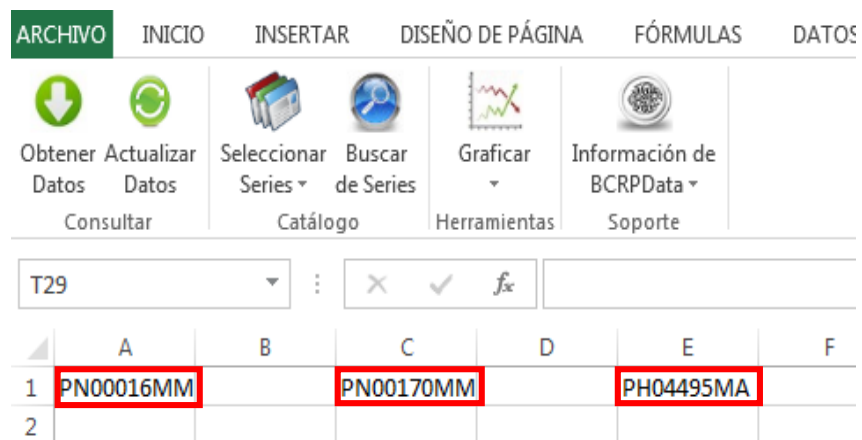 ARCHIVO INICIO INSERTAR DISEÑO DE PÁGINA FÓRMULAS DATOS
Obtener Actualizar Seleccionar Buscar Graficar Información de
Datos Datos Series de Series BCRPData
Consultar Catálogo Herramientas Soporte
T29 fx
A B C D E F
1 PN00016MM PN00170MM PH04495MA
2